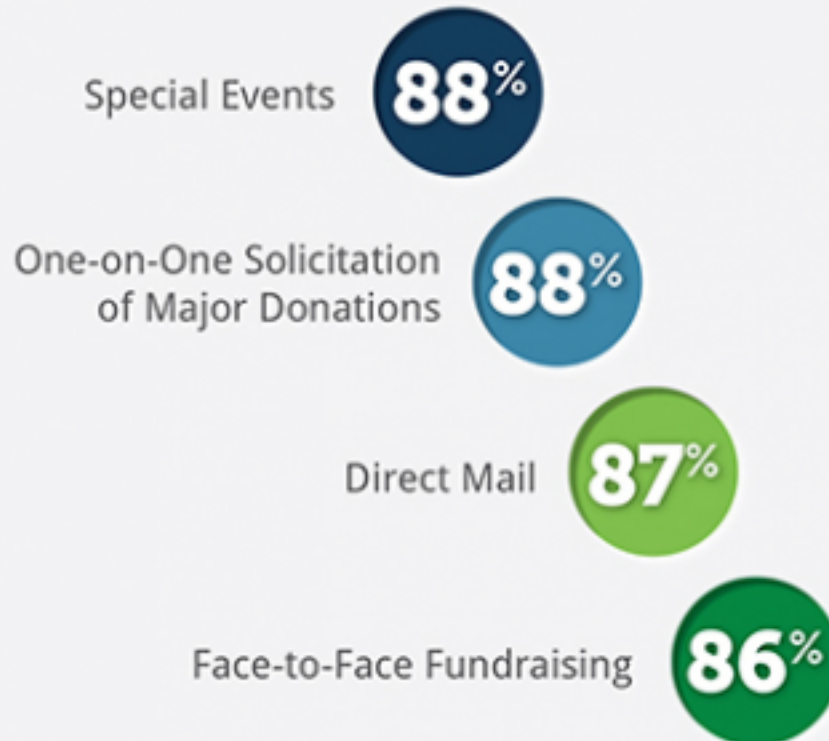 Special Events 88%
One-on-One Solicitation
of Major Donations 88%
Direct Mail 87%
Face-to-Face Fundraising 86%